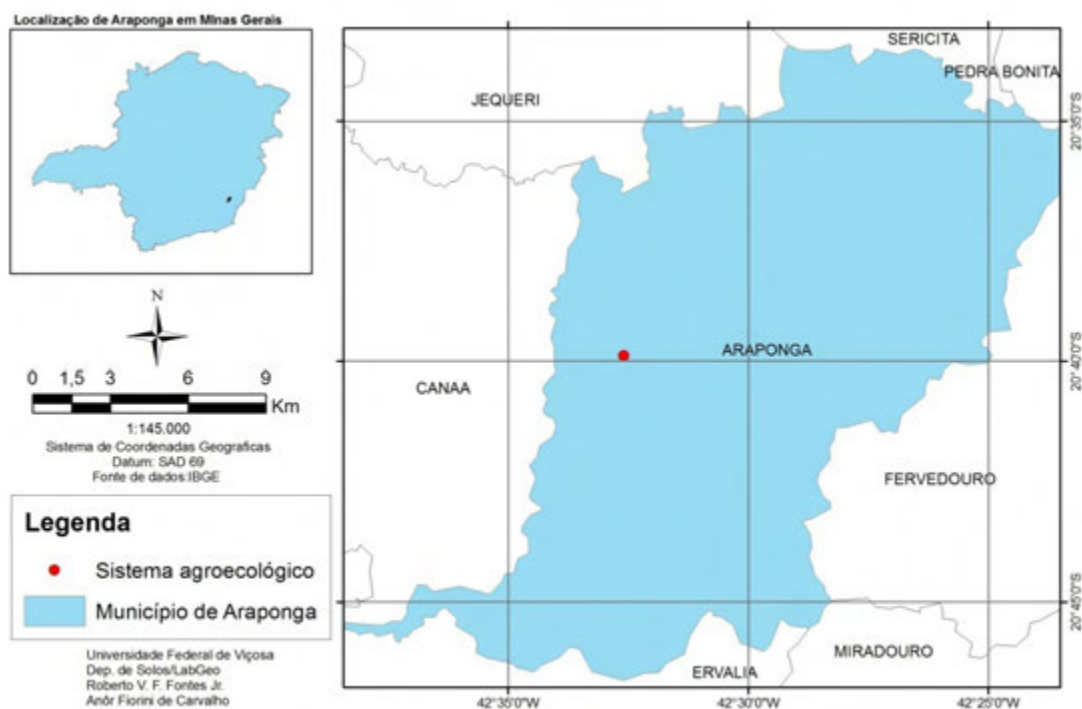 Localização de Araponga em MInas Gerais
N
0 1,5 3 6 9
Km
1:145.000
Sistema de Coordenadas Geograficas
Datum: SAD 69
Fonte de dados:IBGE
Legenda
Sistema agroecológico
Município de Araponga
Universidade Federal de Viçosa
Dep. de Solos/LabGeo
Roberto V. F. Fontes Jr.
Anôr Fiorini de Carvalho
SERICITA
PEDRA BONITA
JEQUERI
ARAPONGA
CANAA
FERVEDOURO
MIRADOURO
ERVALIA
20°35'0"S
20°40'0"S
20°45'0"S
42°35'0"W
42°30'0"W
42°25'0"W